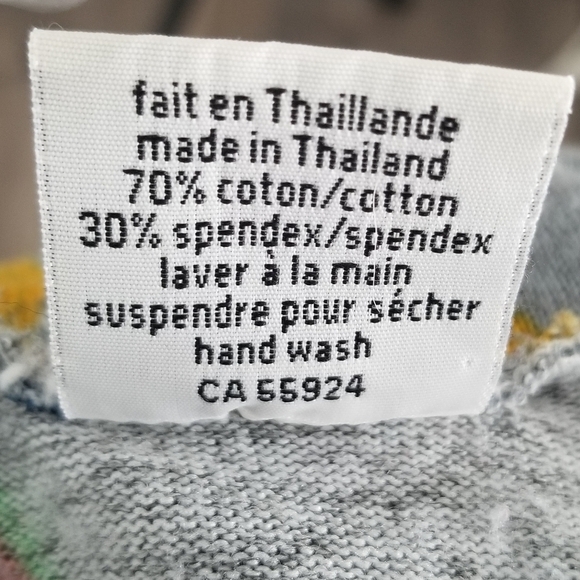 fait en Thaillande
made in Thailand
70% coton/cotton
30% spendex/spendex
laver à la main
suspendre pour sécher
hand wash
CA 55924